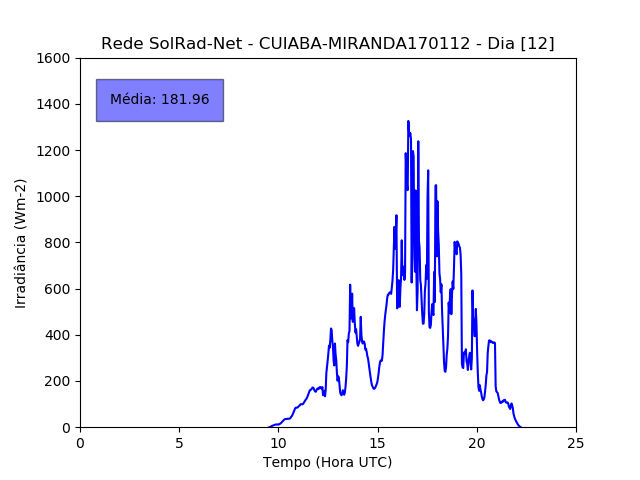 Rede SolRad-Net - CUIABA-MIRANDA170112 - Dia [12]
Média: 181.96
Irradiância (Wm-2)
1600
1400
1200
1000
800
600
400
200
0
0 5 10 15 20 25
Tempo (Hora UTC)